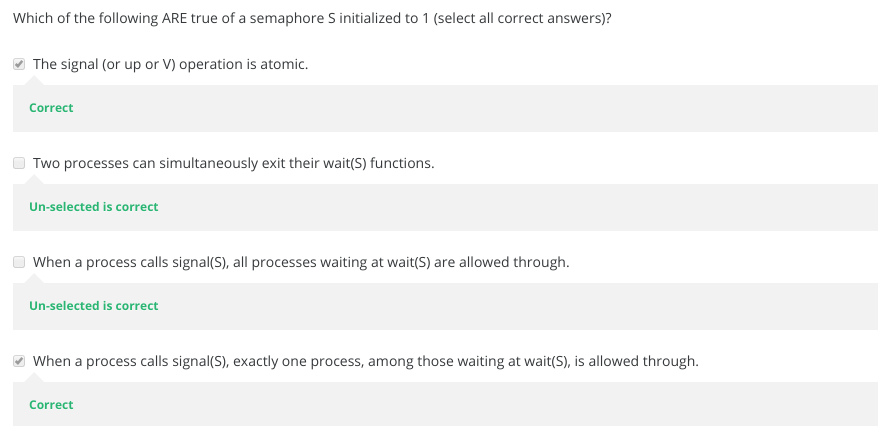 Which of the following ARE true of a semaphore S initialized to 1 (select all correct answers)?
The signal (or up or V) operation is atomic.
Correct
Two processes can simultaneously exit their wait(S) functions.
Un-selected is correct
When a process calls signal(S), all processes waiting at wait(S) are allowed through.
Un-selected is correct
When a process calls signal(S), exactly one process, among those waiting at wait(S), is allowed through.
Correct